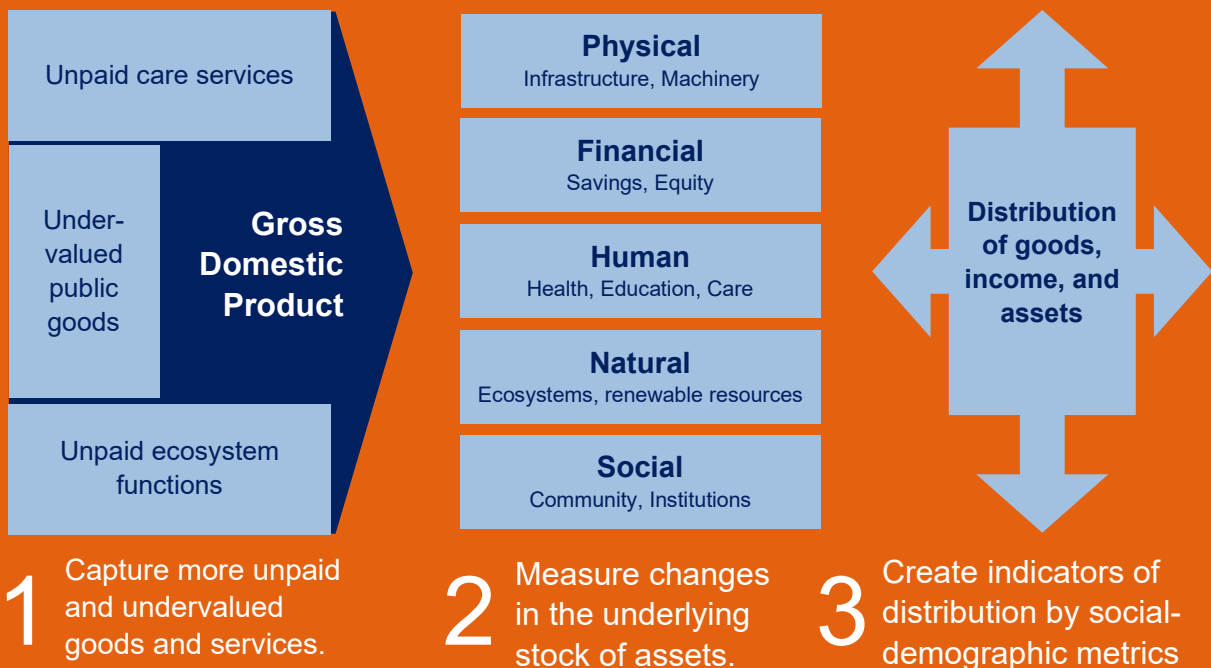 Unpaid care services
Under-
valued
public
goods
Gross
Domestic
Product
Unpaid ecosystem
functions
Physical
Infrastructure, Machinery
Financial
Savings, Equity
Human
Health, Education, Care
Natural
Ecosystems, renewable resources
Social
Community, Institutions
Distribution
of goods,
income, and
assets
1
Capture more unpaid
and undervalued
goods and services.
2
Measure changes
in the underlying
stock of assets.
3
Create indicators of
distribution by social-
demographic metrics